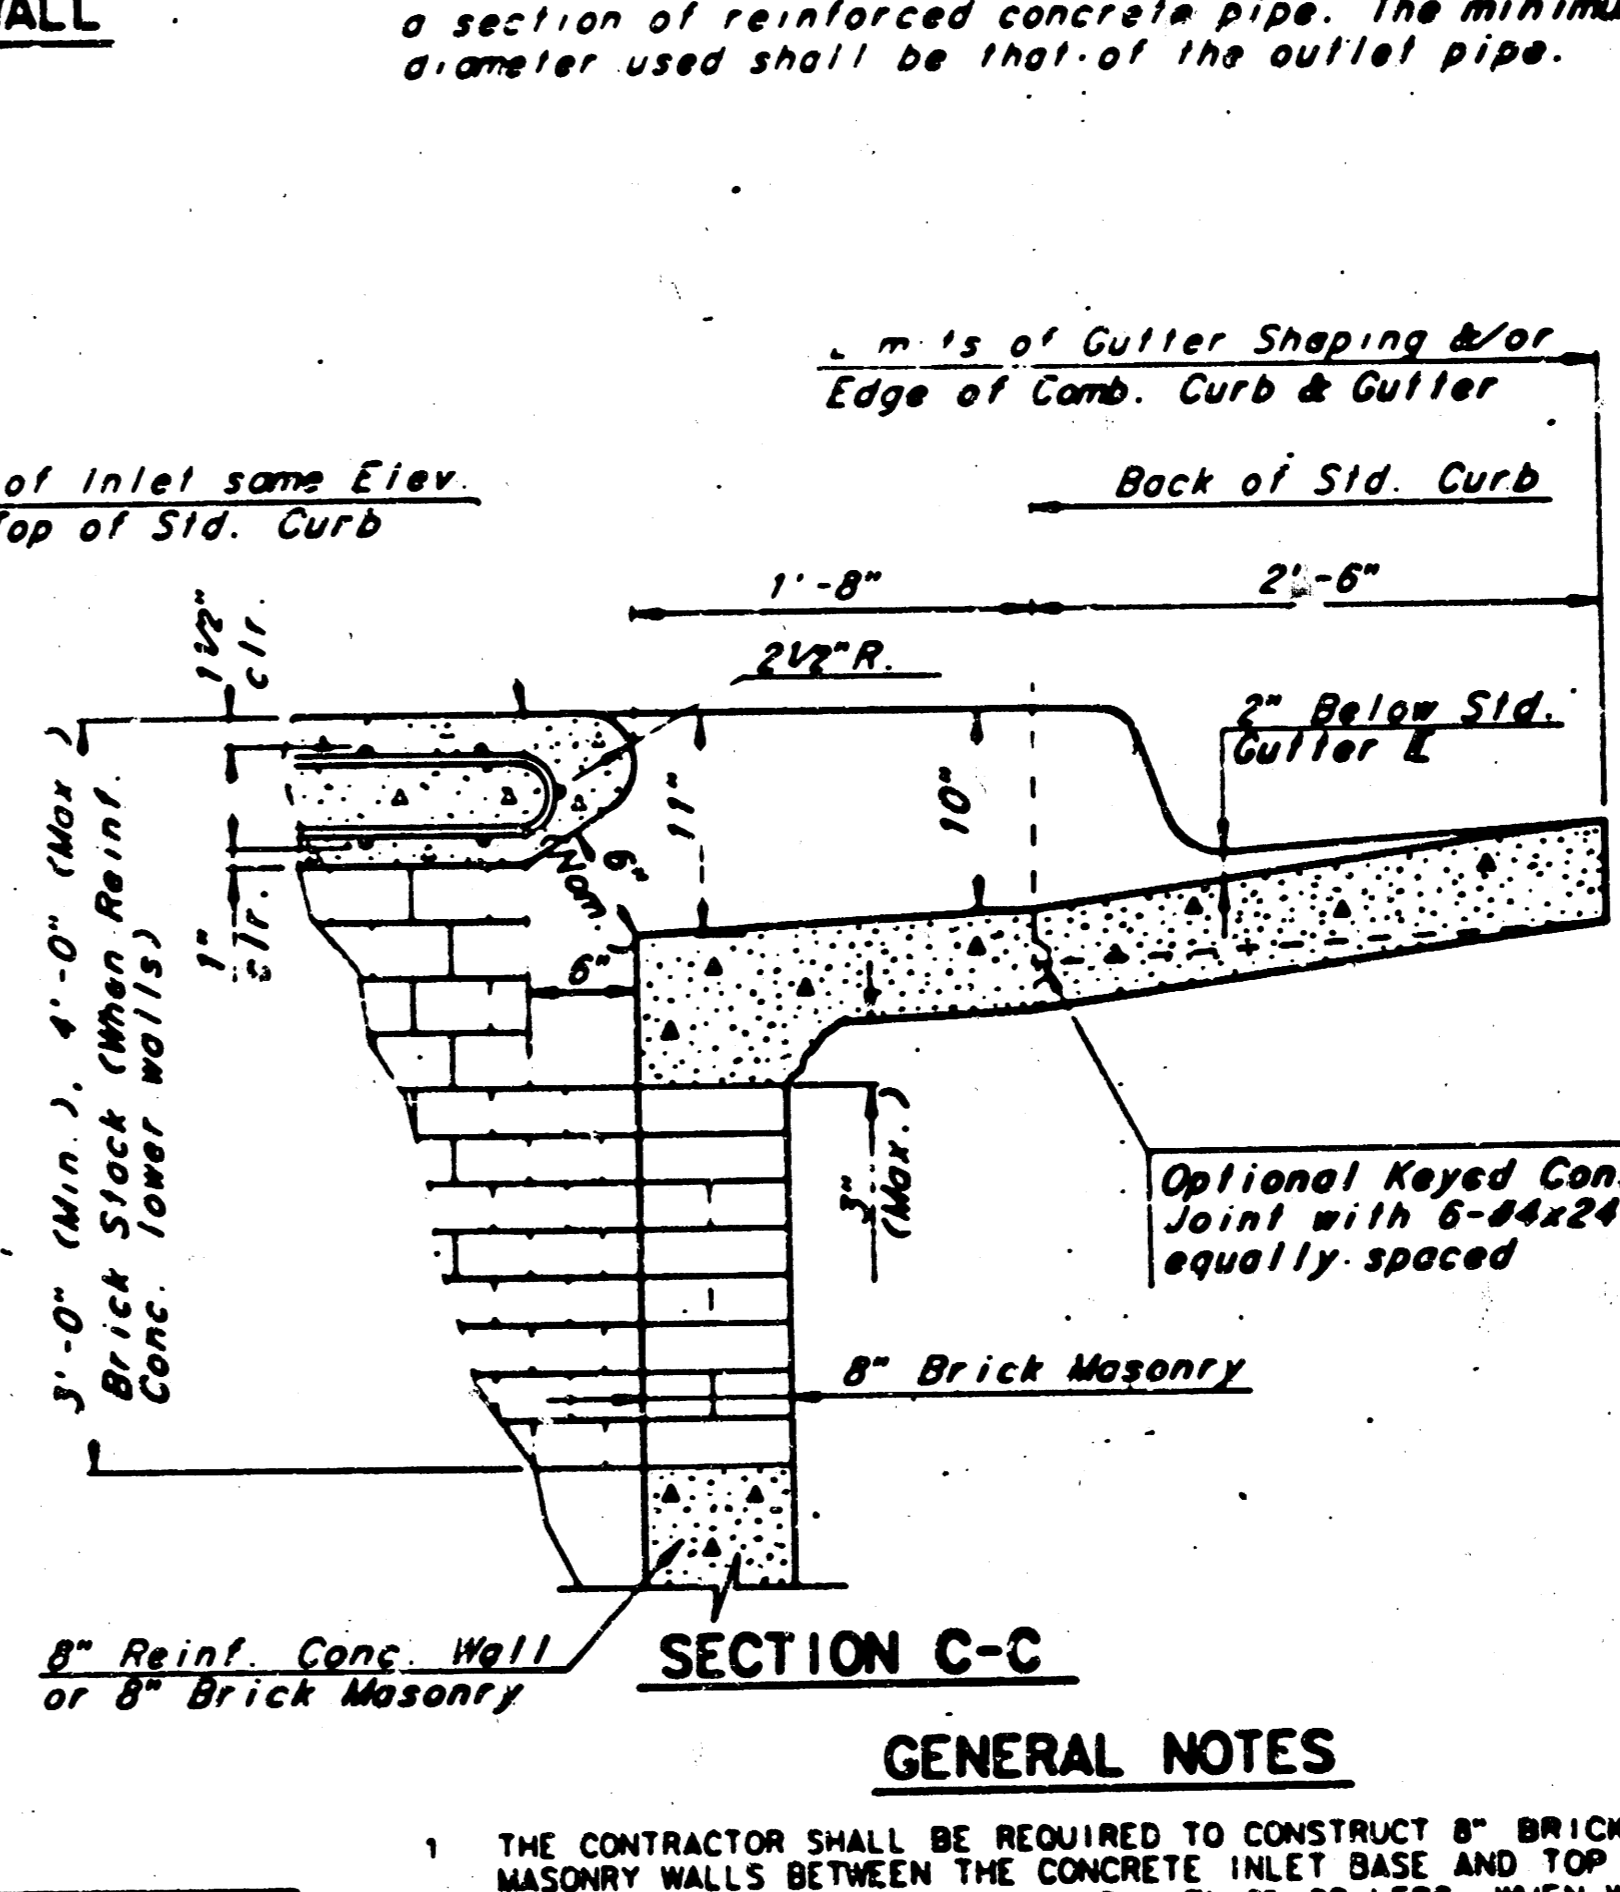 ALL
a section of reinforced concrete pipe. The minimu
diameter used shall be that of the outlet pipe.
of Gutter Shaping &/or
Edge of Comb. Curb & Gutter
of Inlet same Elev.
Top of Std. Curb
Back of Std. Curb
1'-8"
2'-6"
1½"
clr.
2½"R.
2" Below Std.
Gutter
11"
10"
6"
(Nom.)
1"
6"
3'-0" (Min.), 4'-0" (Max)
Brick Stack (When Reinf.
Conc. lower walls)
3"
(Max.)
Optional Keyed Con
Joint with 6-#4x24
equally spaced
8" Brick Masonry
8" Reinf. Conc. Wall
or 8" Brick Masonry
SECTION C-C
GENERAL NOTES
1 THE CONTRACTOR SHALL BE REQUIRED TO CONSTRUCT 8" BRICK
MASONRY WALLS BETWEEN THE CONCRETE INLET BASE AND TOP